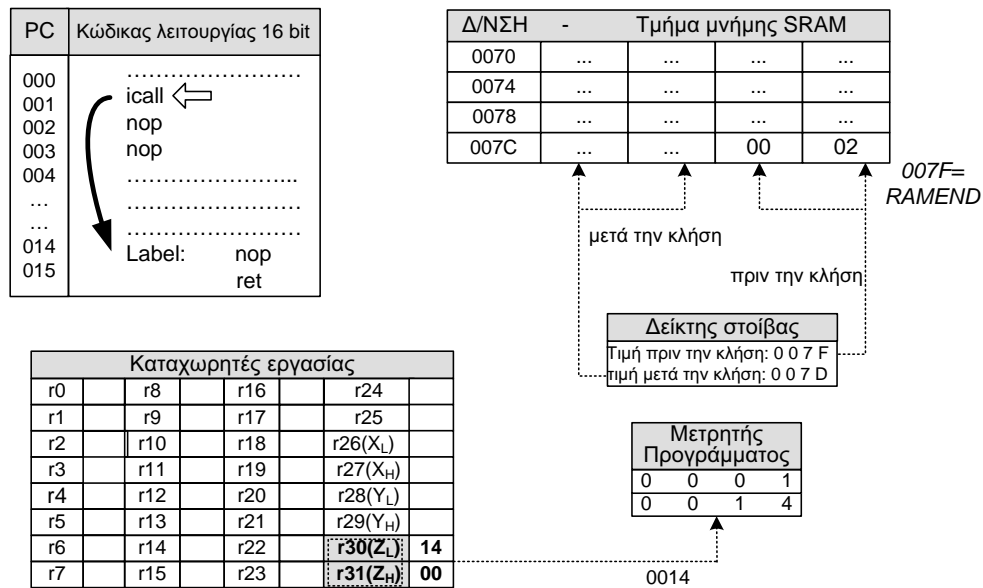 PC Κώδικας λειτουργίας 16 bit
000 ……………………
001 icall
002 nop
003 nop
004 …………………..
… ……………………
… ……………………
014 Label: nop
015 ret
Δ/ΝΣΗ - Τμήμα μνήμης SRAM
0070 ... ... ... ...
0074 ... ... ... ...
0078 ... ... ... ...
007C ... ... 00 02
007F=
RAMEND
μετά την κλήση
πριν την κλήση
Δείκτης στοίβας
Τιμή πριν την κλήση: 0 0 7 F
τιμή μετά την κλήση: 0 0 7 D
Καταχωρητές εργασίας
r0 r8 r16 r24
r1 r9 r17 r25
r2 r10 r18 r26(XL)
r3 r11 r19 r27(XH)
r4 r12 r20 r28(YL)
r5 r13 r21 r29(YH)
r6 r14 r22 r30(ZL) 14
r7 r15 r23 r31(ZH) 00
Μετρητής
Προγράμματος
0 0 0 1
0 0 1 4
0014